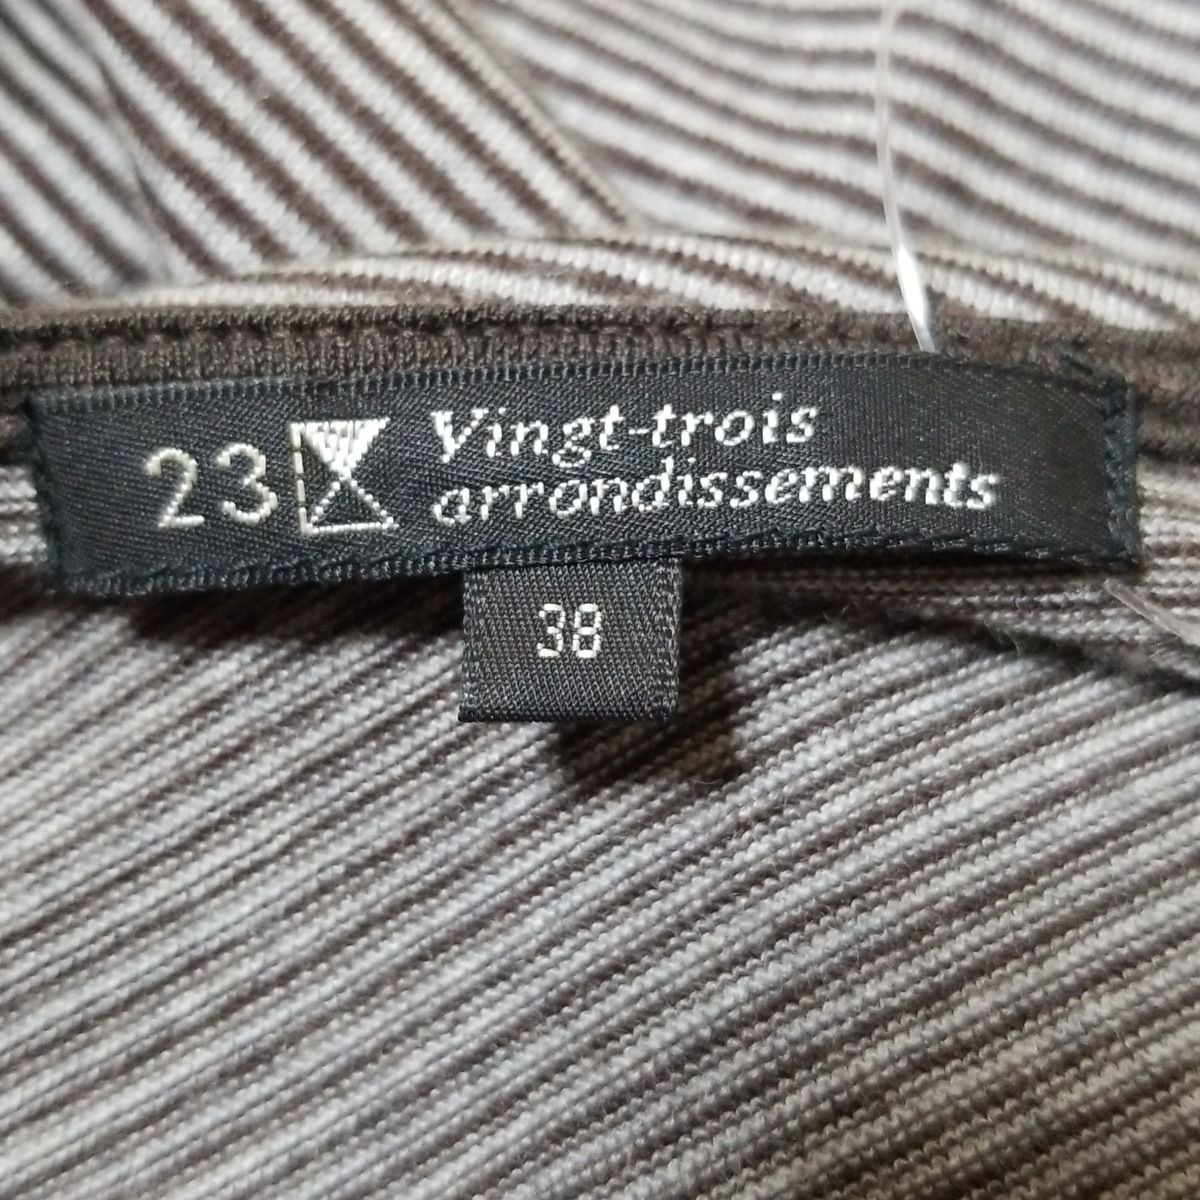 23
Vingt-trois
arrondissements
38